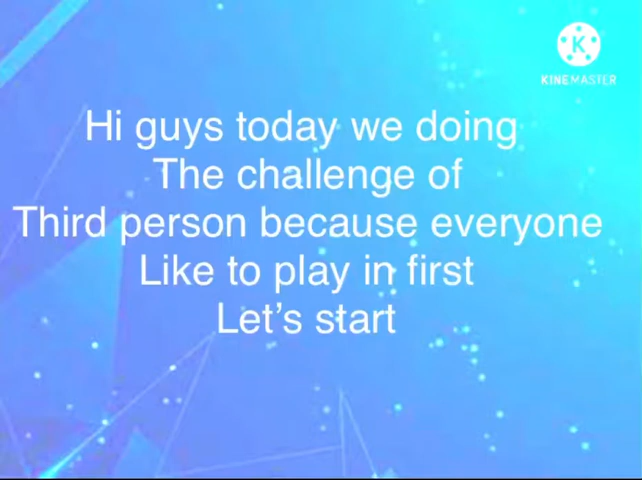 K
KINEMASTER
Hi guys today we doing
The challenge of
Third person because everyone
Like to play in first
Let’s start